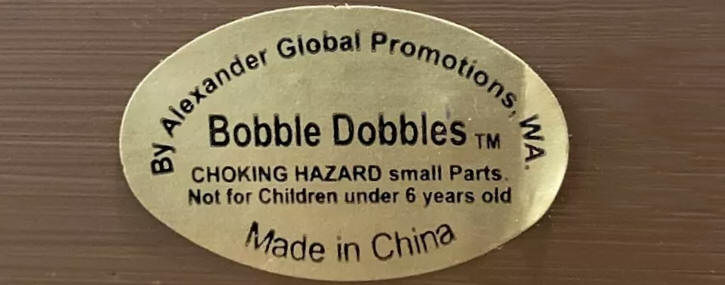 By Alexander Global Promotions, WA.
Bobble Dobbles TM
CHOKING HAZARD small Parts.
Not for Children under 6 years old
Made in China